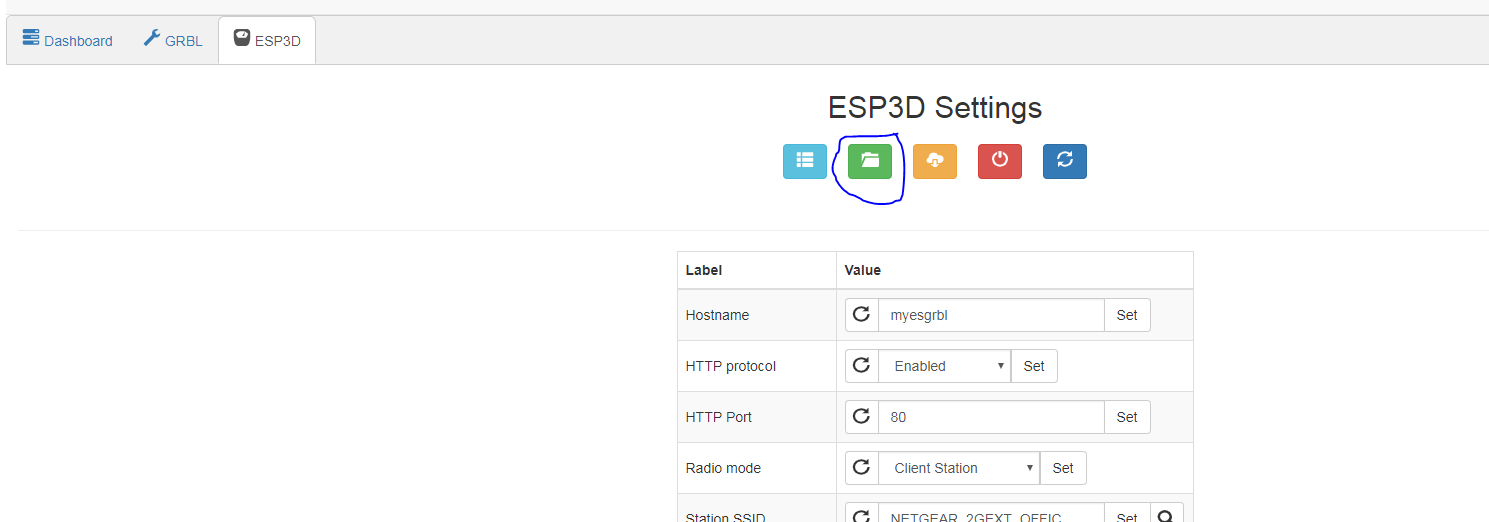 Dashboard GRBL ESP3D
ESP3D Settings
Label Value
Hostname myesgrbl Set
HTTP protocol Enabled Set
HTTP Port 80 Set
Radio mode Client Station Set
Station SSID NETGEAR_2GEXT_OFFIC Set